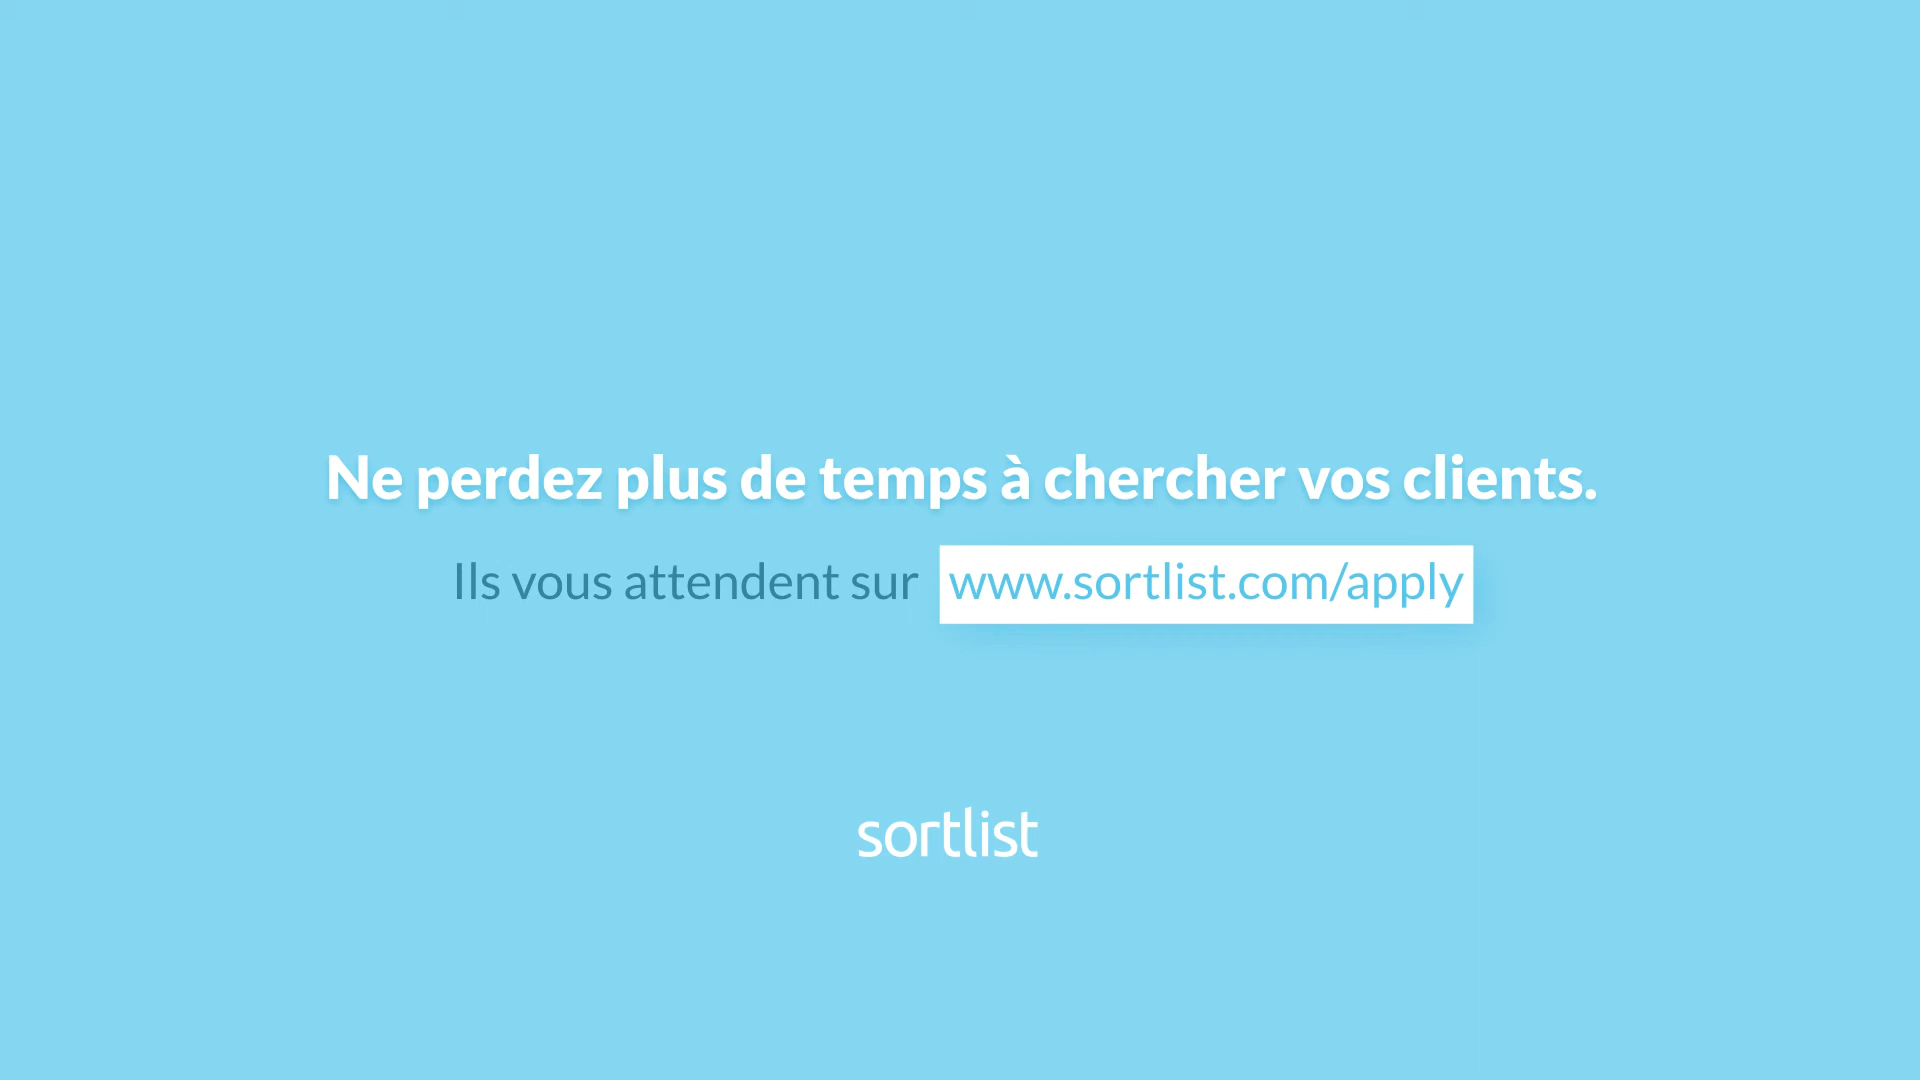 Ne perdez plus de temps à chercher vos clients.
Ils vous attendent sur www.sortlist.com/apply
sortlist